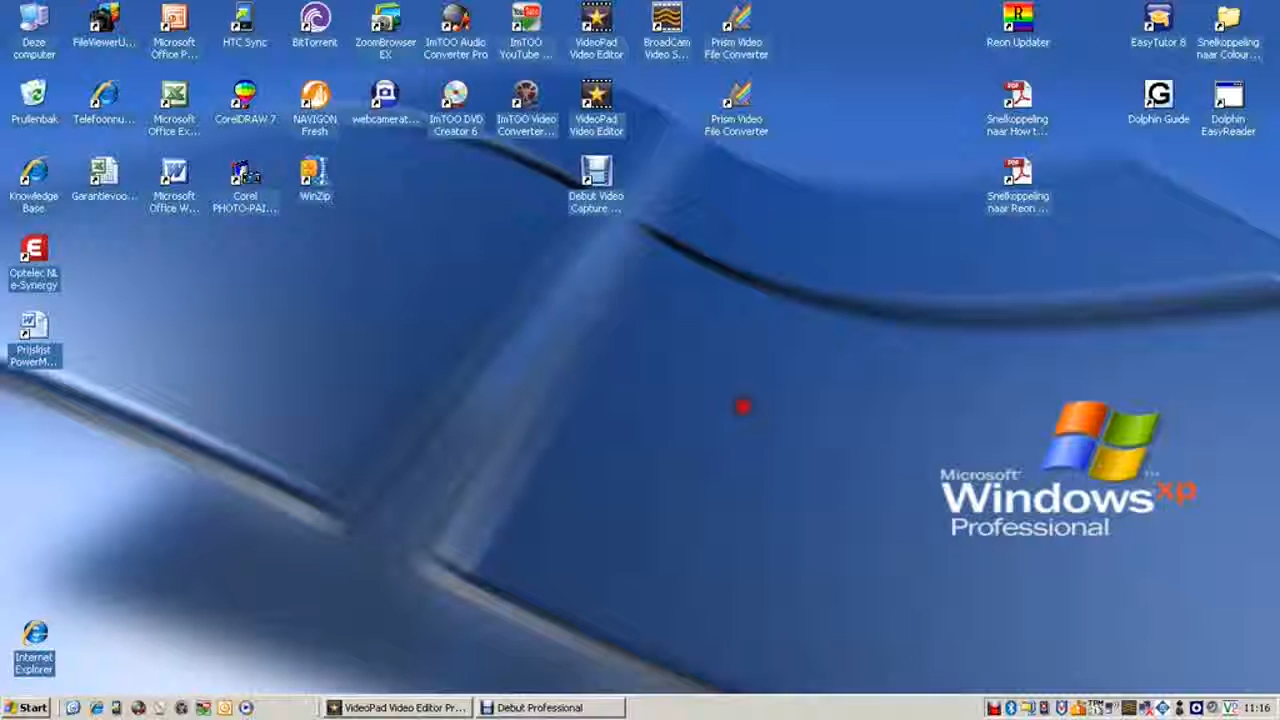 Deze computer
FileViewerU...
Microsoft Office P...
HTC Sync
BitTorrent
ZoomBrowser EX
ImTOO Audio Converter Pro
ImTOO YouTube ...
VideoPad Video Editor
BroadCam Video S...
Prism Video File Converter
Reon Updater
EasyTutor 8
Snelkoppeling naar Colour...
Prullenbak
Telefoonnu...
Microsoft Office Ex...
CorelDRAW 7
NAVIGON Fresh
webcamerat...
ImTOO DVD Creator 6
ImTOO Video Converter...
VideoPad Video Editor
Prism Video File Converter
Snelkoppeling naar How t...
Dolphin Guide
Dolphin EasyReader
Knowledge Base
Garantievoo...
Microsoft Office W...
Corel PHOTO-PAI...
WinZip
Debut Video Capture ...
Snelkoppeling naar Reon ...
Optelec NL e-Synergy
Prijslijst PowerM...
Microsoft
Windows xp
Professional
Internet Explorer
Start
VideoPad Video Editor Pr...
Debut Professional
11:16